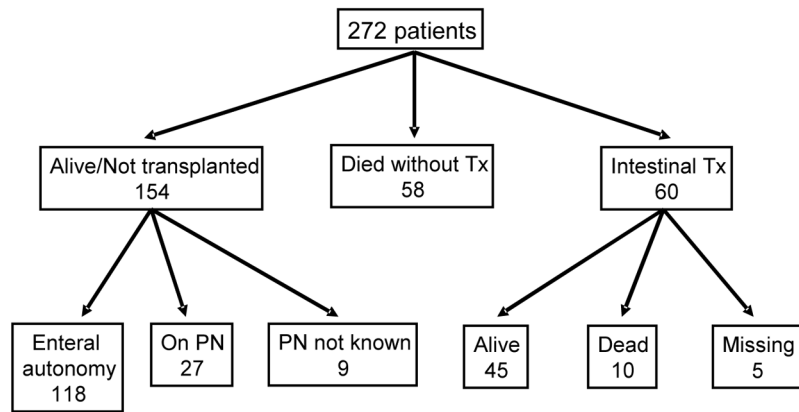 272 patients
Alive/Not transplanted
154
Died without Tx
58
Intestinal Tx
60
Enteral
autonomy
118
On PN
27
PN not known
9
Alive
45
Dead
10
Missing
5